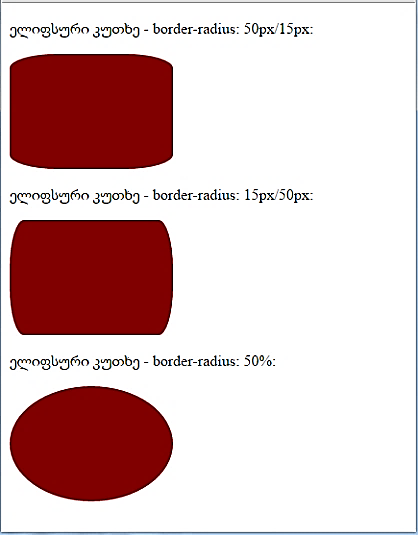 ელიფსური კუთხე - border-radius: 50px/15px:
ელიფსური კუთხე - border-radius: 15px/50px:
ელიფსური კუთხე - border-radius: 50%: